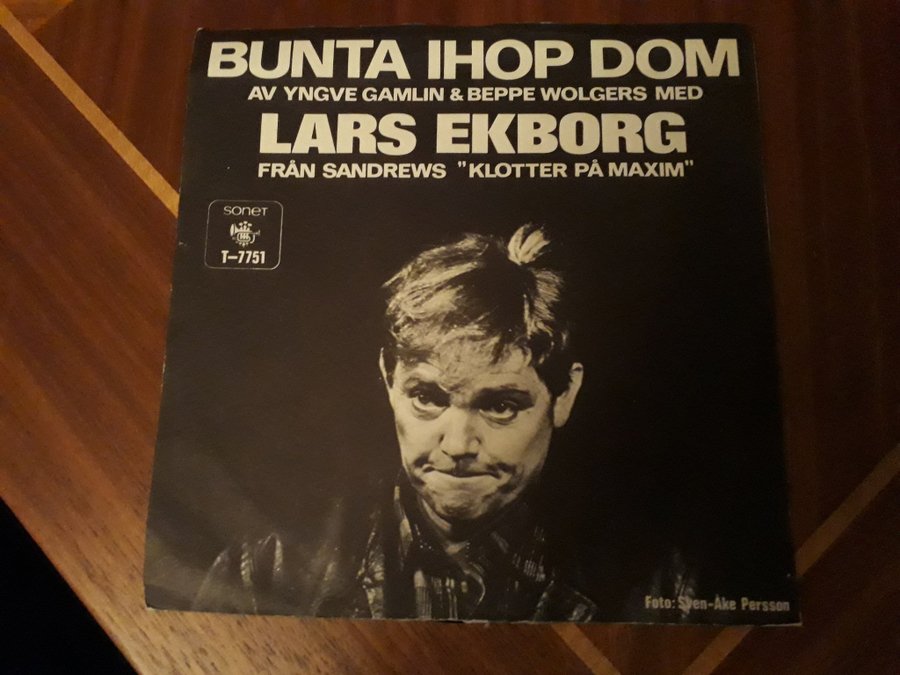 BUNTA IHOP DOM
AV YNGVE GAMLIN & BEPPE WOLGERS MED
LARS EKBORG
FRÅN SANDREWS "KLOTTER PÅ MAXIM"
SONET
T-7751
Foto: Sven-Åke Persson